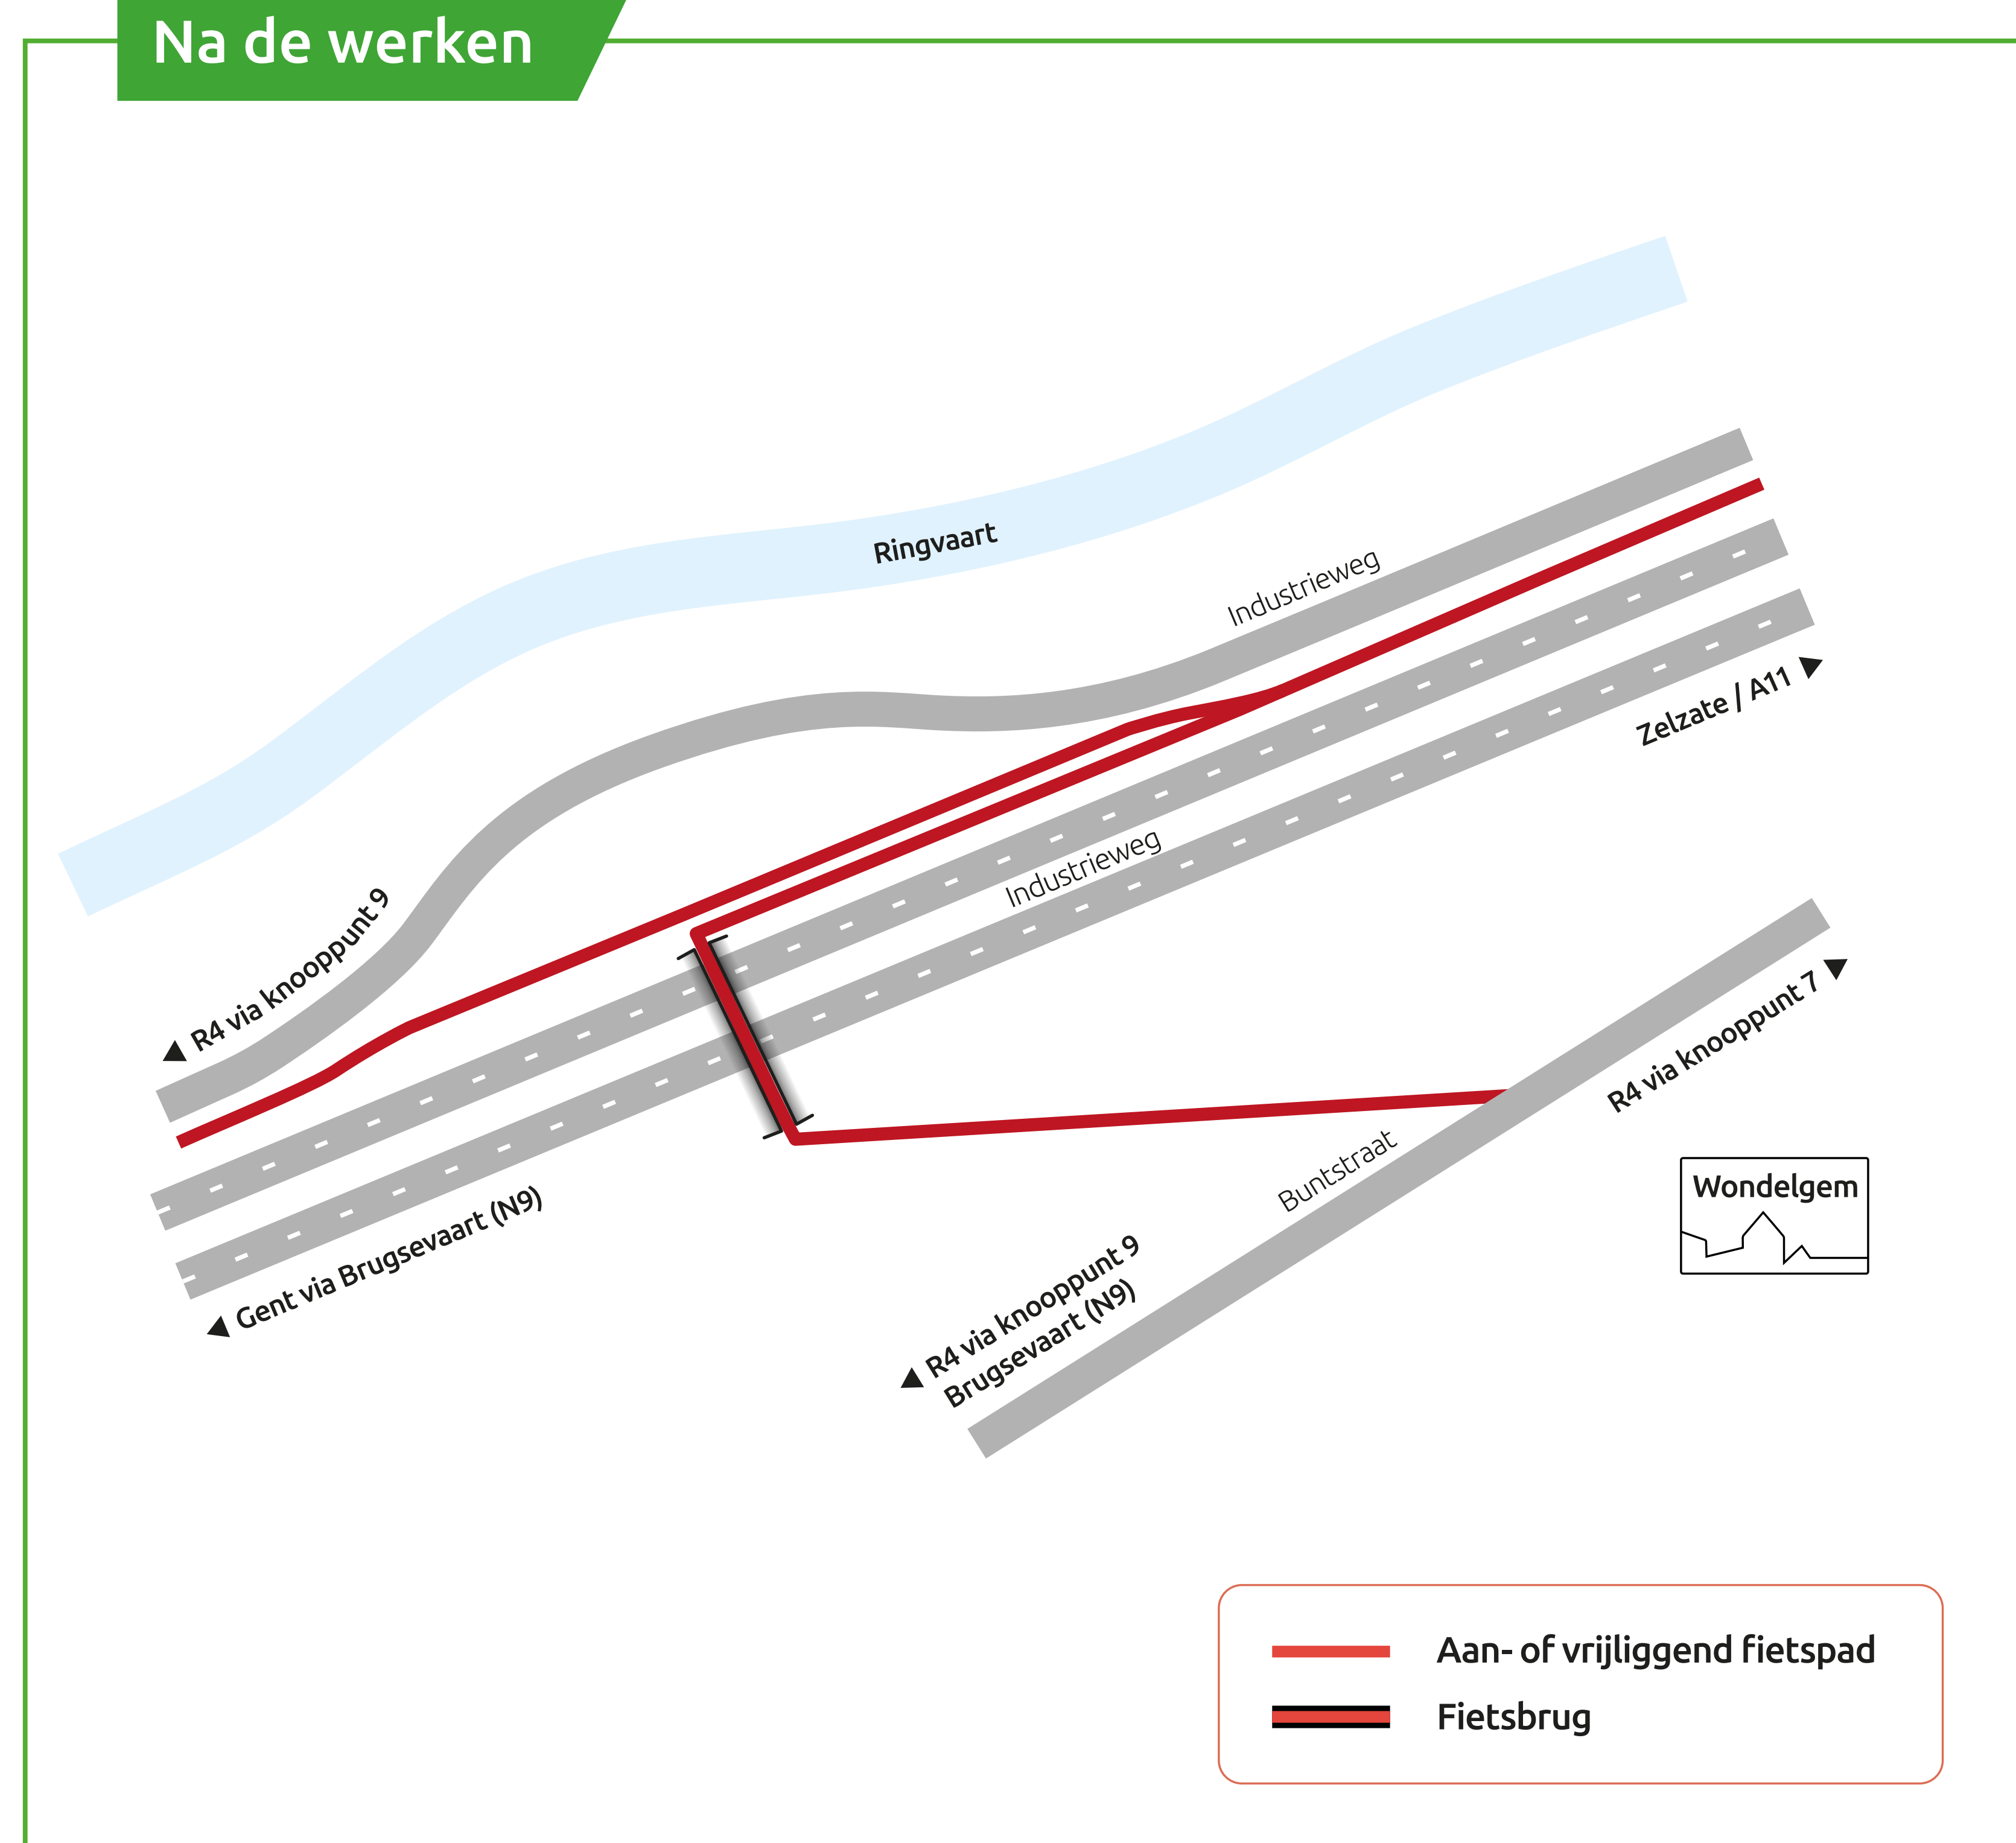 Na de werken
Ringvaart
Industrieweg
Zelzate / A11
Industrieweg
R4 via knooppunt 9
R4 via knooppunt 7
Buntstraat
Wondelgem
Gent via Brugsevaart (N9)
R4 via knooppunt 9
Brugsevaart (N9)
Aan- of vrijliggend fietspad
Fietsbrug